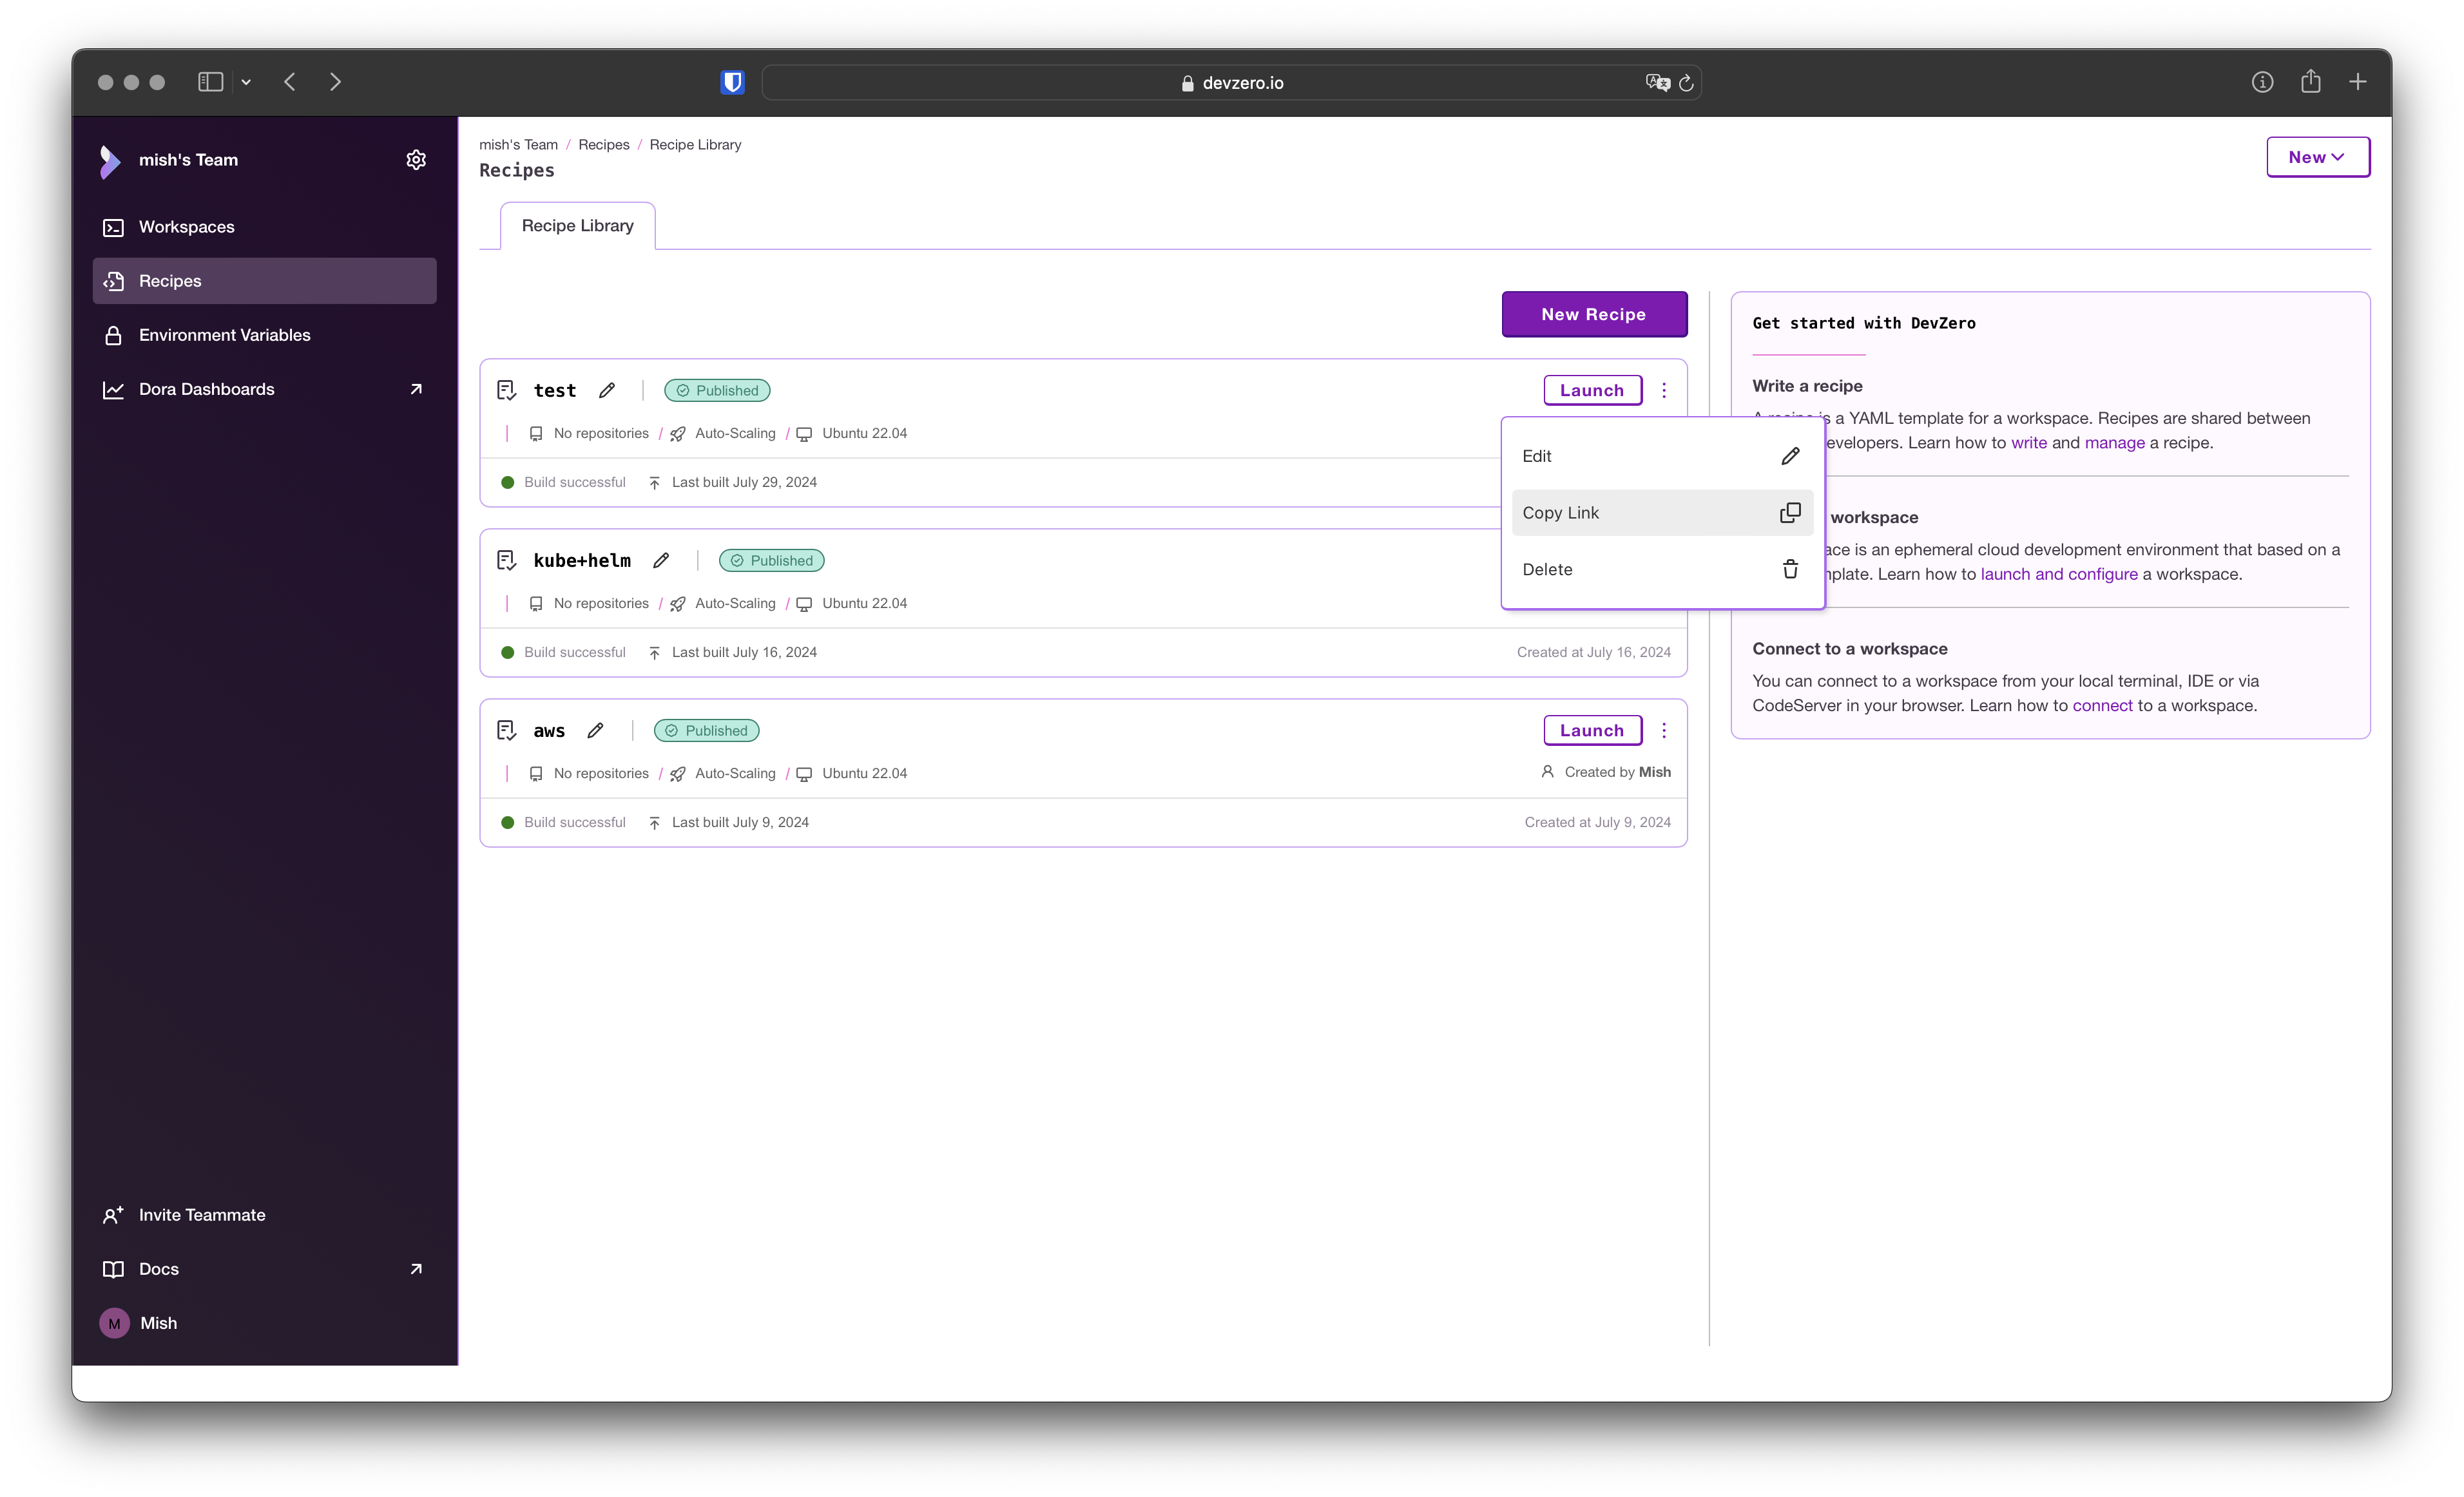 devzero.io
mish's Team
Workspaces
Recipes
Environment Variables
Dora Dashboards
Invite Teammate
Docs
M Mish
mish's Team / Recipes / Recipe Library
Recipes
New
Recipe Library
New Recipe
test Published Launch
No repositories / Auto-Scaling / Ubuntu 22.04
Build successful Last built July 29, 2024
Edit
Copy Link
Delete
kube+helm Published
No repositories / Auto-Scaling / Ubuntu 22.04
Build successful Last built July 16, 2024 Created at July 16, 2024
aws Published Launch
No repositories / Auto-Scaling / Ubuntu 22.04 Created by Mish
Build successful Last built July 9, 2024 Created at July 9, 2024
Get started with DevZero
Write a recipe
A recipe is a YAML template for a workspace. Recipes are shared between
evelopers. Learn how to write and manage a recipe.
workspace
ace is an ephemeral cloud development environment that based on a
plate. Learn how to launch and configure a workspace.
Connect to a workspace
You can connect to a workspace from your local terminal, IDE or via
CodeServer in your browser. Learn how to connect to a workspace.